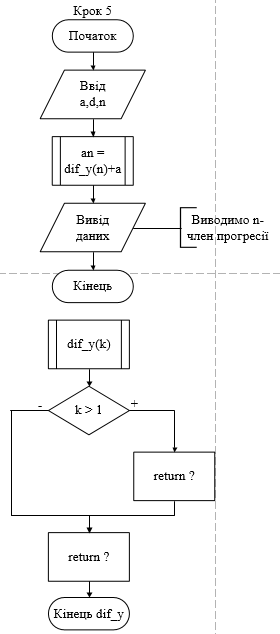 Крок 5
Початок
Ввід
a,d,n
an =
dif_y(n)+a
Вивід
даних
Виводимо n-
член прогресії
Кінець
dif_y(k)
-
k > 1
+
return ?
return ?
Кінець dif_y